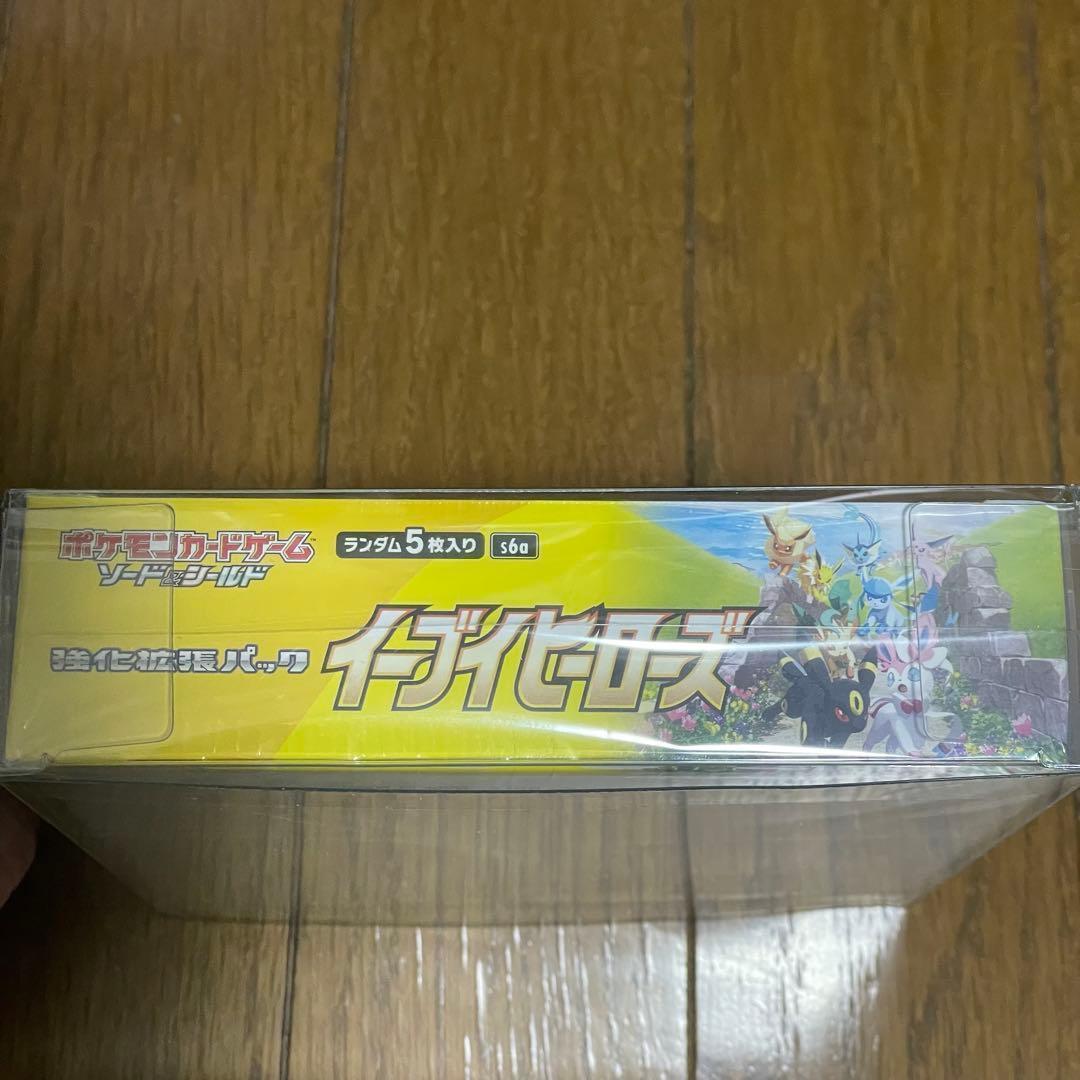 ポケモンカードゲーム™
ソード&シールド
ランダム5枚入り s6a
強化拡張パック
イーブイヒーローズ